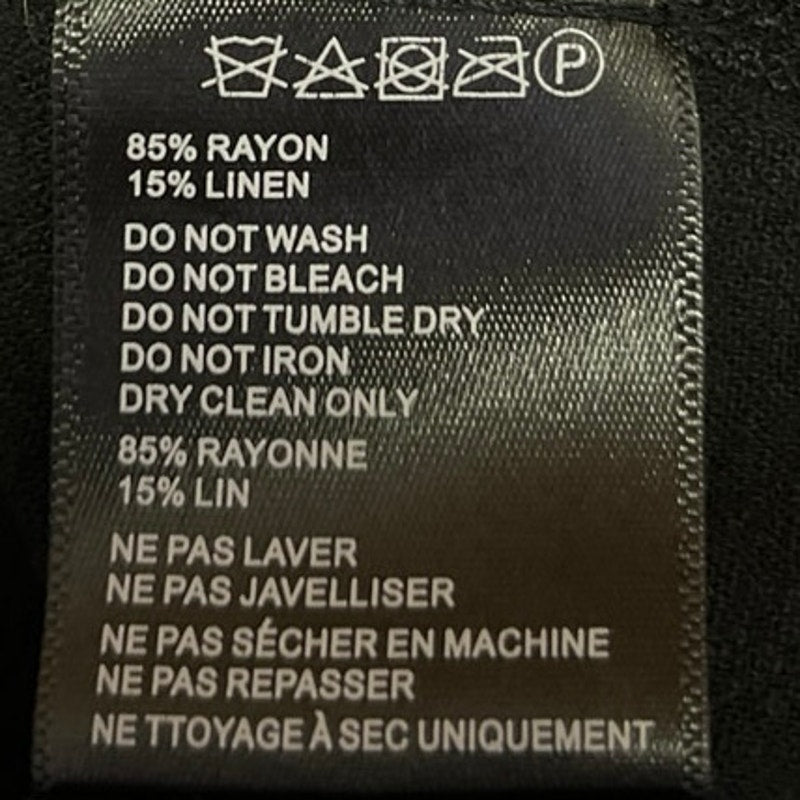 P
85% RAYON
15% LINEN
DO NOT WASH
DO NOT BLEACH
DO NOT TUMBLE DRY
DO NOT IRON
DRY CLEAN ONLY
85% RAYONNE
15% LIN
NE PAS LAVER
NE PAS JAVELLISER
NE PAS SÉCHER EN MACHINE
NE PAS REPASSER
NE TTOYAGE À SEC UNIQUEMENT